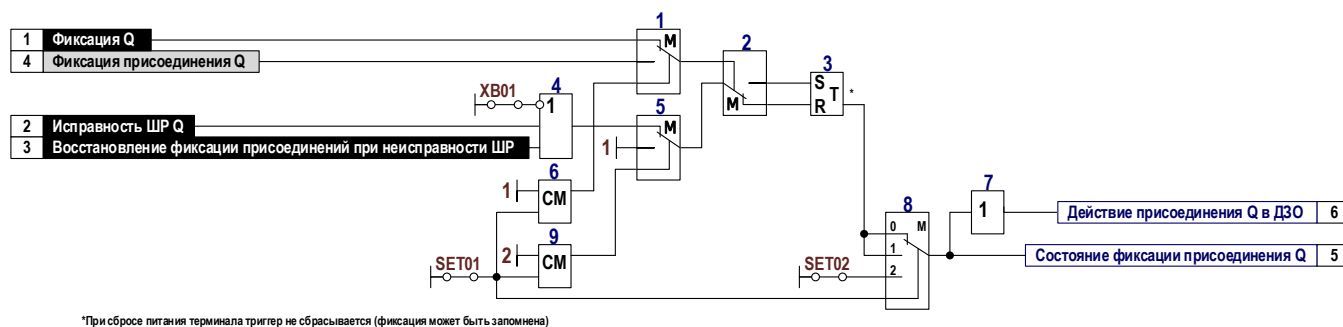 1 Фиксация Q
4 Фиксация присоединения Q
XB01
2 Исправность ШР Q
3 Восстановление фиксации присоединений при неисправности ШР
1
M
2
M
3
S T
R
*
4
1
5
M
1
6
1
CM
9
2
CM
SET01
SET02
8
0 M
1
2
7
1
Действие присоединения Q в ДЗО 6
Состояние фиксации присоединения Q 5
*При сбросе питания терминала триггер не сбрасывается (фиксация может быть запомнена)